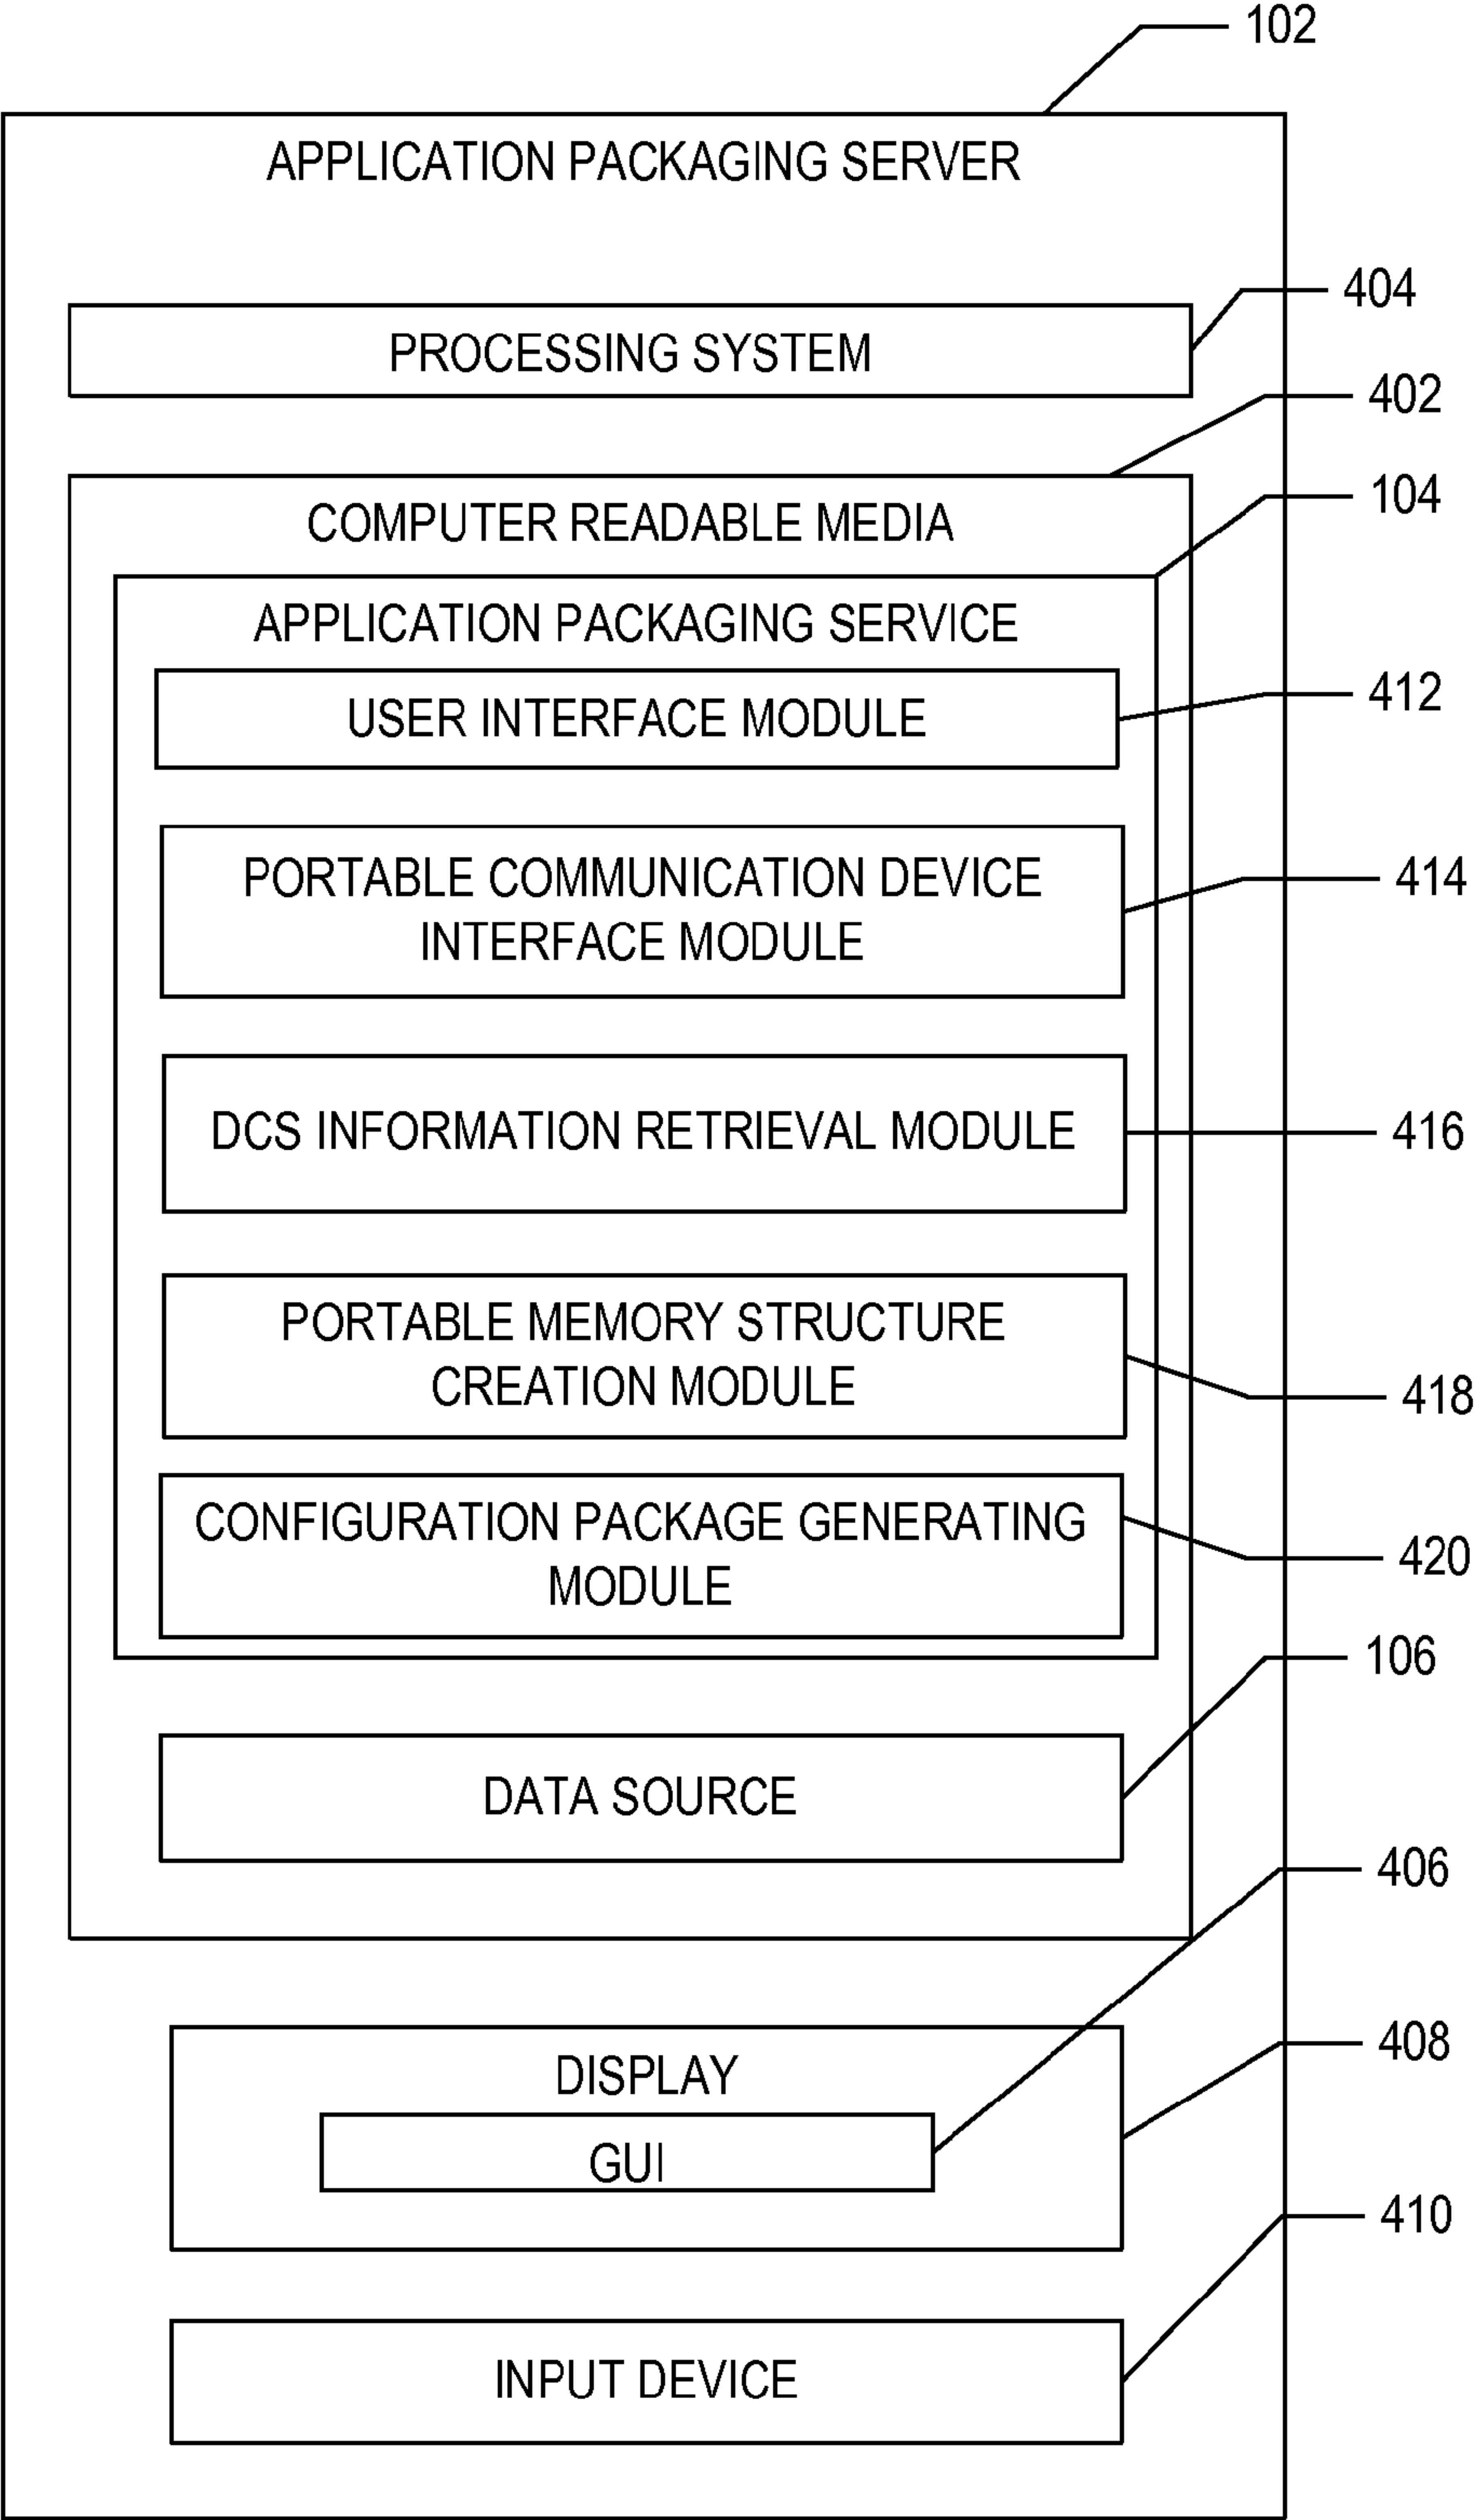 102
APPLICATION PACKAGING SERVER
404
PROCESSING SYSTEM
402
COMPUTER READABLE MEDIA
104
APPLICATION PACKAGING SERVICE
USER INTERFACE MODULE
412
PORTABLE COMMUNICATION DEVICE
INTERFACE MODULE
414
DCS INFORMATION RETRIEVAL MODULE
416
PORTABLE MEMORY STRUCTURE
CREATION MODULE
418
CONFIGURATION PACKAGE GENERATING
MODULE
420
106
DATA SOURCE
406
408
DISPLAY
GUI
410
INPUT DEVICE